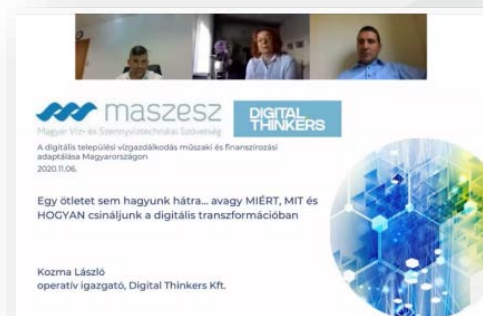 maszesz
Magyar Víz- és Szennyvíztechnikai Szövetség
DIGITAL
THINKERS
A digitális települési vízgazdálkodás műszaki és finanszírozási
adaptálása Magyarországon
2020.11.06.
Egy ötletet sem hagyunk hátra... avagy MIÉRT, MIT és
HOGYAN csináljunk a digitális transzformációban
Kozma László
operatív igazgató, Digital Thinkers Kft.